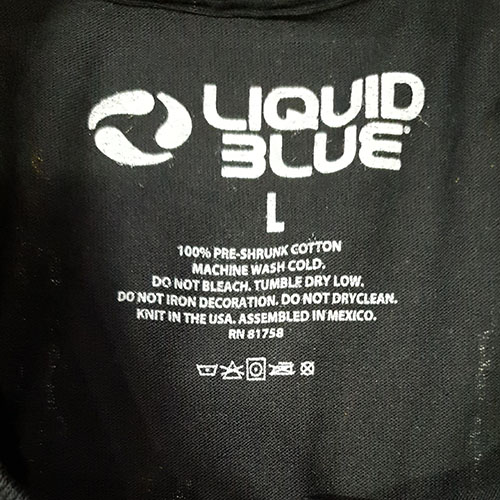 LIQUID
BLUE
L
100% PRE-SHRUNK COTTON
MACHINE WASH COLD.
DO NOT BLEACH. TUMBLE DRY LOW.
DO NOT IRON DECORATION. DO NOT DRYCLEAN.
KNIT IN THE USA. ASSEMBLED IN MEXICO.
RN 81758